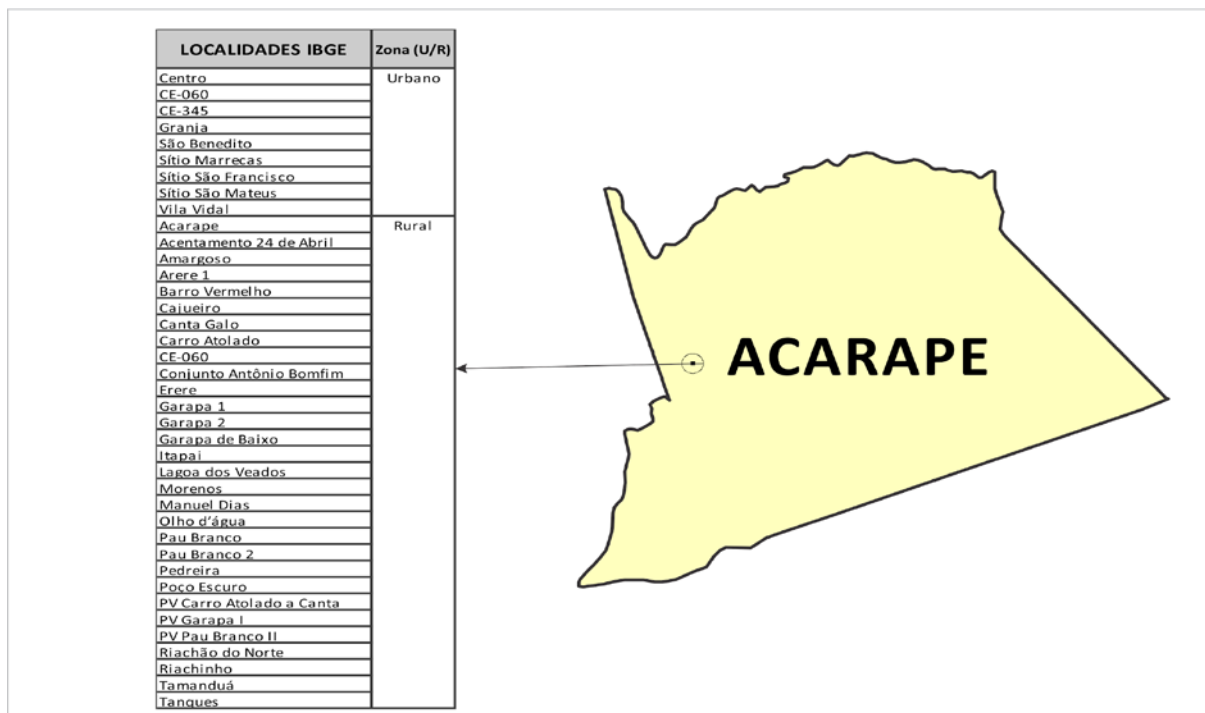 LOCALIDADES IBGE Zona (U/R)
Centro Urbano
CE-060
CE-345
Granja
São Benedito
Sítio Marrecas
Sítio São Francisco
Sítio São Mateus
Vila Vidal
Acarape Rural
Acentamento 24 de Abril
Amargoso
Arere 1
Barro Vermelho
Cajueiro
Canta Galo
Carro Atolado
CE-060
Conjunto Antônio Bomfim
Erere
Garapa 1
Garapa 2
Garapa de Baixo
Itapai
Lagoa dos Veados
Morenos
Manuel Dias
Olho d’água
Pau Branco
Pau Branco 2
Pedreira
Poço Escuro
PV Carro Atolado a Canta
PV Garapa I
PV Pau Branco II
Riachão do Norte
Riachinho
Tamanduá
Tanques
ACARAPE